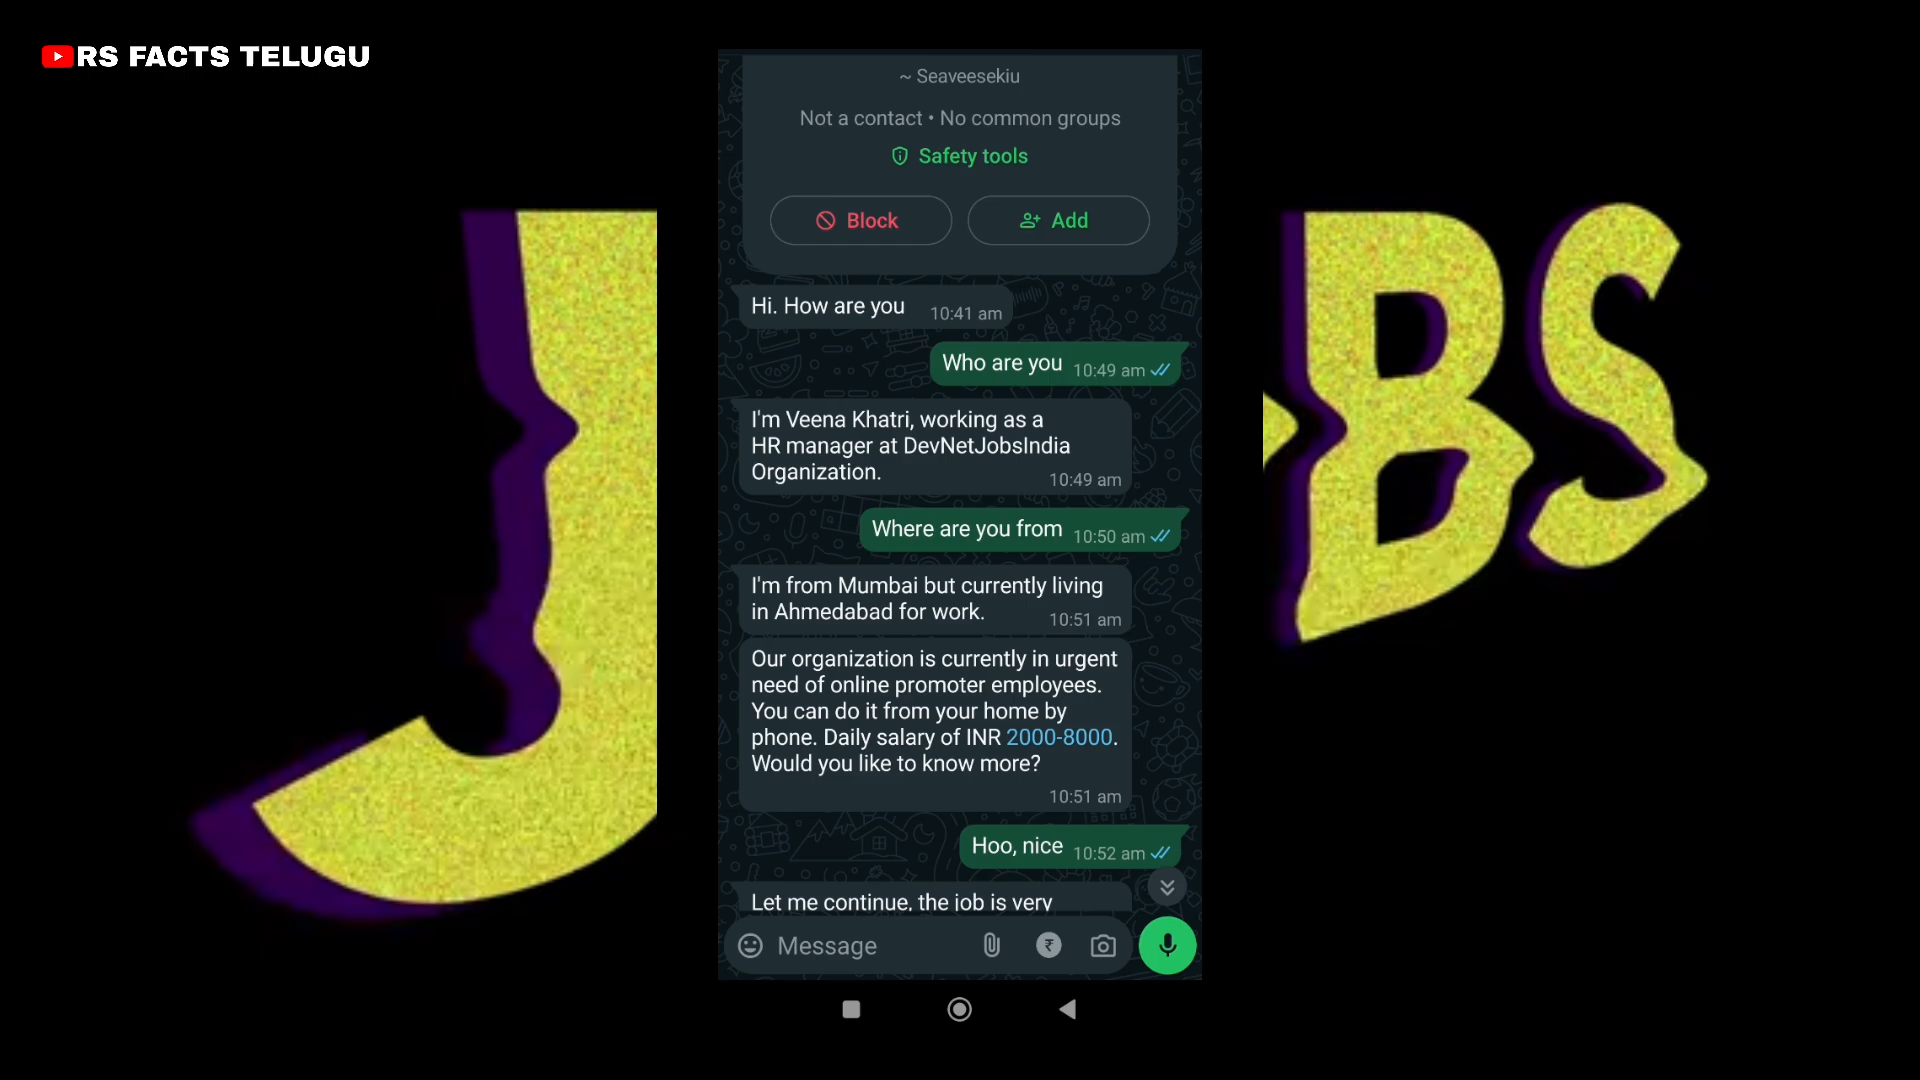 RS FACTS TELUGU
~ Seaveesekiu
Not a contact • No common groups
Safety tools
Block
Add
Hi. How are you 10:41 am
Who are you 10:49 am
I'm Veena Khatri, working as a
HR manager at DevNetJobsIndia
Organization.
10:49 am
Where are you from 10:50 am
I'm from Mumbai but currently living
in Ahmedabad for work.
10:51 am
Our organization is currently in urgent
need of online promoter employees.
You can do it from your home by
phone. Daily salary of INR 2000-8000.
Would you like to know more?
10:51 am
Hoo, nice 10:52 am
Let me continue, the job is very
Message
₹
J
BS